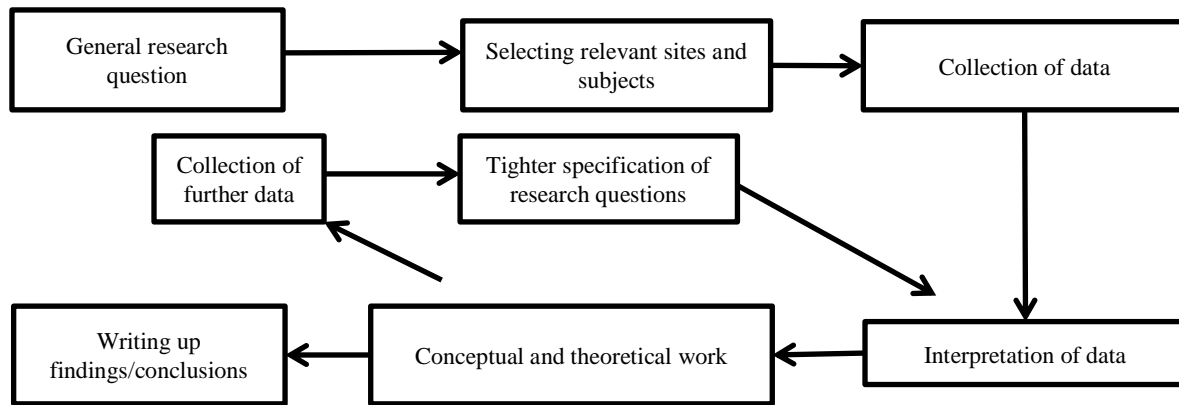 General research
question
Selecting relevant sites and
subjects
Collection of data
Collection of
further data
Tighter specification of
research questions
Writing up
findings/conclusions
Conceptual and theoretical work
Interpretation of data